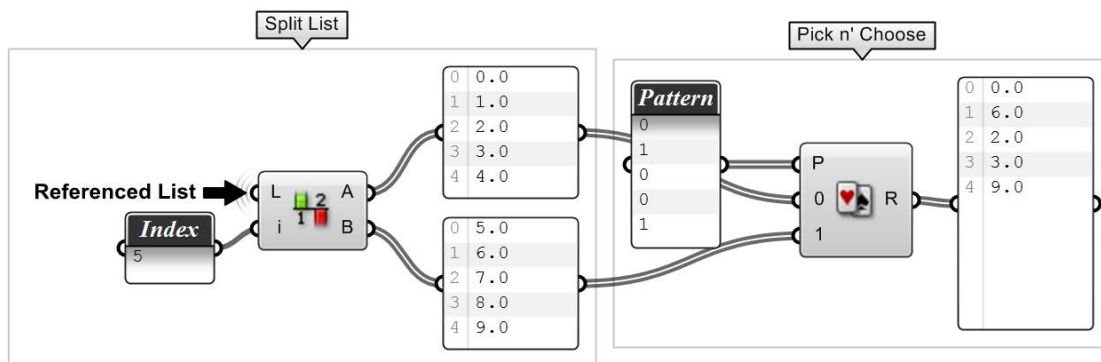 Split List
Pick n' Choose
Referenced List
Index
5
L
i
A
B
1
2
0 0.0
1 1.0
2 2.0
3 3.0
4 4.0
0 5.0
1 6.0
2 7.0
3 8.0
4 9.0
Pattern
0
1
0
0
1
P
0
1
R
0 0.0
1 6.0
2 2.0
3 3.0
4 9.0